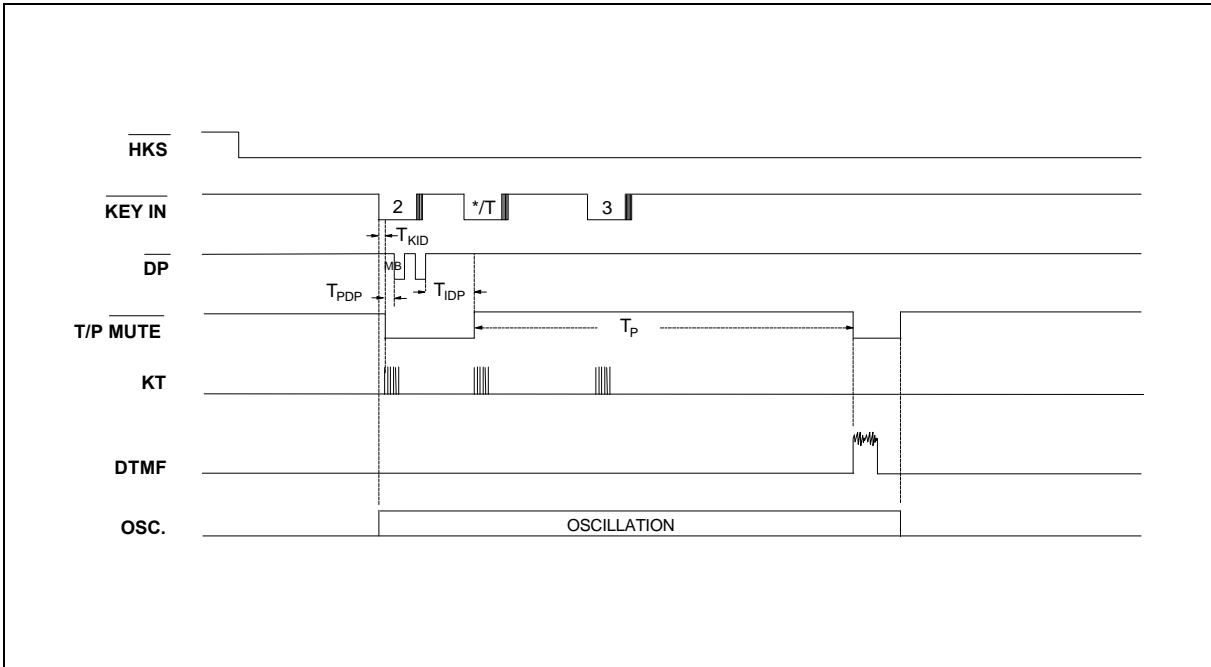 HKS
KEY IN
2
*/T
3
TKID
DP
MB
TPDP
TIDP
T/P MUTE
TP
KT
DTMF
OSC.
OSCILLATION